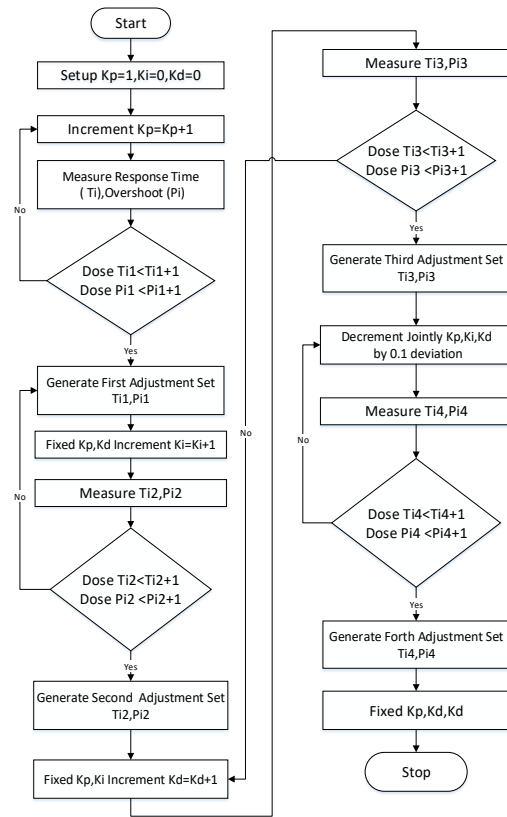 Start
Setup Kp=1,Ki=0,Kd=0
Increment Kp=Kp+1
Measure Response Time
( Ti),Overshoot (Pi)
No
Dose Ti1<Ti1+1
Dose Pi1 <Pi1+1
Yes
Generate First Adjustment Set
Ti1,Pi1
Fixed Kp,Kd Increment Ki=Ki+1
No
Measure Ti2,Pi2
Dose Ti2<Ti2+1
Dose Pi2 <Pi2+1
Yes
Generate Second Adjustment Set
Ti2,Pi2
Fixed Kp,Ki Increment Kd=Kd+1
Measure Ti3,Pi3
Dose Ti3<Ti3+1
Dose Pi3 <Pi3+1
No
Yes
Generate Third Adjustment Set
Ti3,Pi3
Decrement Jointly Kp,Ki,Kd
by 0.1 deviation
Measure Ti4,Pi4
No
Dose Ti4<Ti4+1
Dose Pi4 <Pi4+1
Yes
Generate Forth Adjustment Set
Ti4,Pi4
Fixed Kp,Kd,Kd
Stop